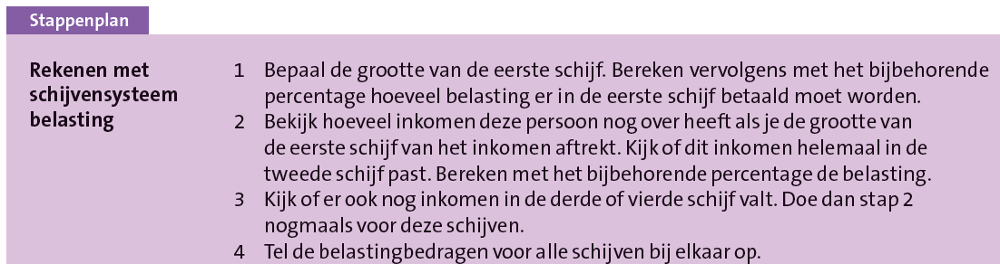 Stappenplan
Rekenen met
schijvensysteem
belasting
1 Bepaal de grootte van de eerste schijf. Bereken vervolgens met het bijbehorende
percentage hoeveel belasting er in de eerste schijf betaald moet worden.
2 Bekijk hoeveel inkomen deze persoon nog over heeft als je de grootte van
de eerste schijf van het inkomen aftrekt. Kijk of dit inkomen helemaal in de
tweede schijf past. Bereken met het bijbehorende percentage de belasting.
3 Kijk of er ook nog inkomen in de derde of vierde schijf valt. Doe dan stap 2
nogmaals voor deze schijven.
4 Tel de belastingbedragen voor alle schijven bij elkaar op.